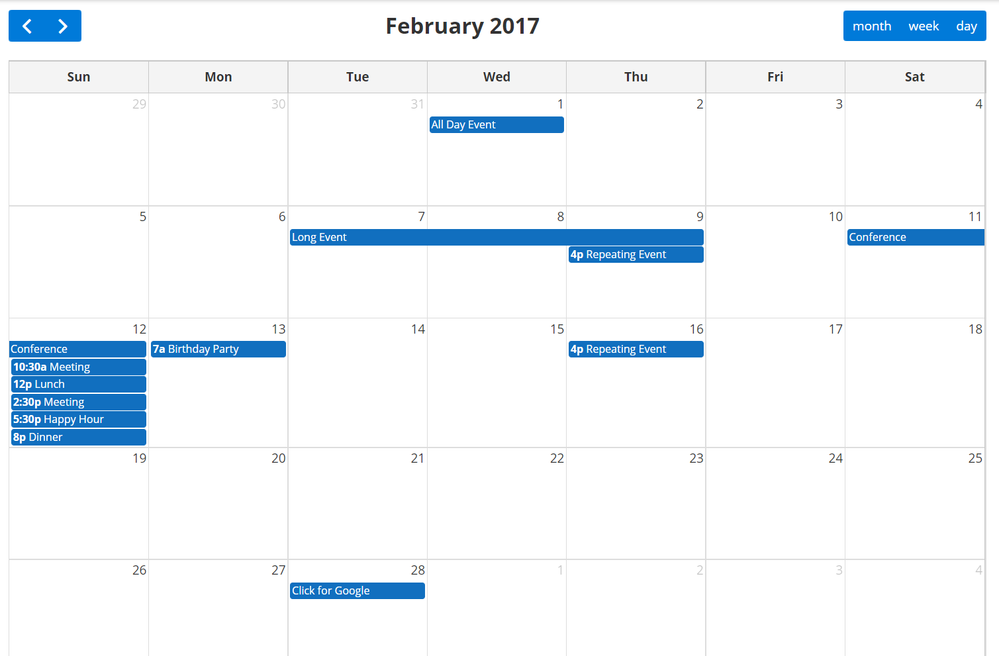 February 2017
month week day
Sun Mon Tue Wed Thu Fri Sat
29 30 31 1 2 3 4
All Day Event
5 6 7 8 9 10 11
Long Event Conference
4p Repeating Event
12 13 14 15 16 17 18
Conference 7a Birthday Party 4p Repeating Event
10:30a Meeting
12p Lunch
2:30p Meeting
5:30p Happy Hour
8p Dinner
19 20 21 22 23 24 25
26 27 28 1 2 3 4
Click for Google